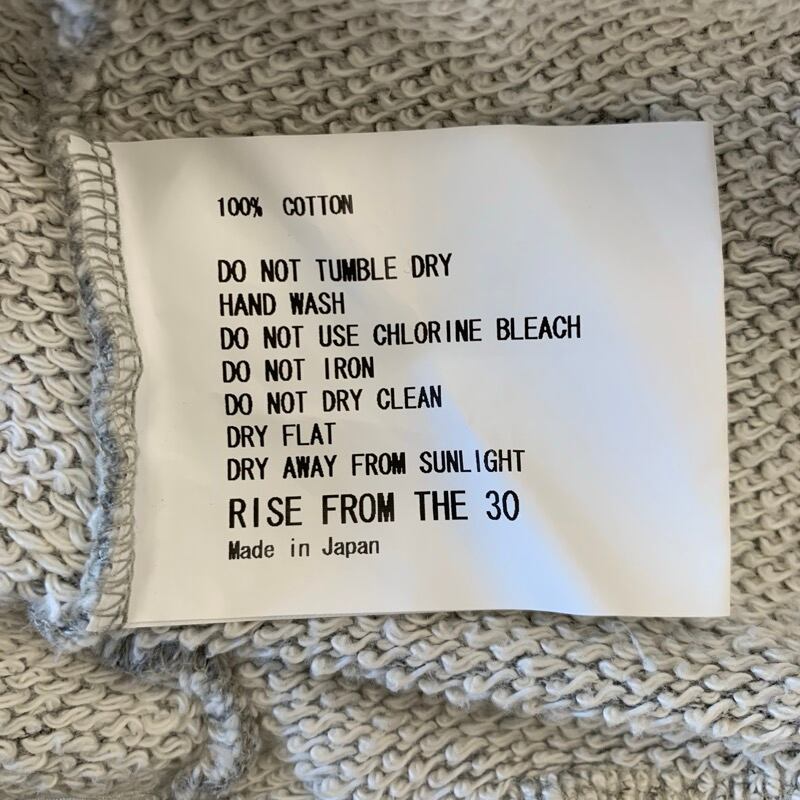 100% COTTON
DO NOT TUMBLE DRY
HAND WASH
DO NOT USE CHLORINE BLEACH
DO NOT IRON
DO NOT DRY CLEAN
DRY FLAT
DRY AWAY FROM SUNLIGHT
RISE FROM THE 30
Made in Japan